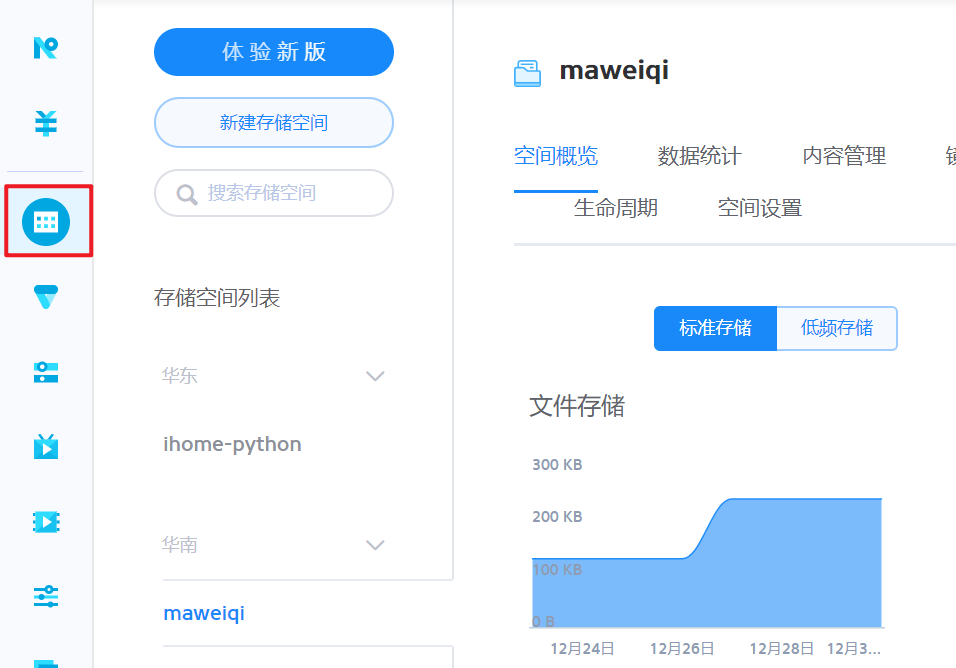 体验新版
新建存储空间
搜索存储空间
存储空间列表
华东
ihome-python
华南
maweiqi
maweiqi
空间概览 数据统计 内容管理
生命周期 空间设置
标准存储 低频存储
文件存储
300 KB
200 KB
100 KB
0 B
12月24日 12月26日 12月28日 12月3...